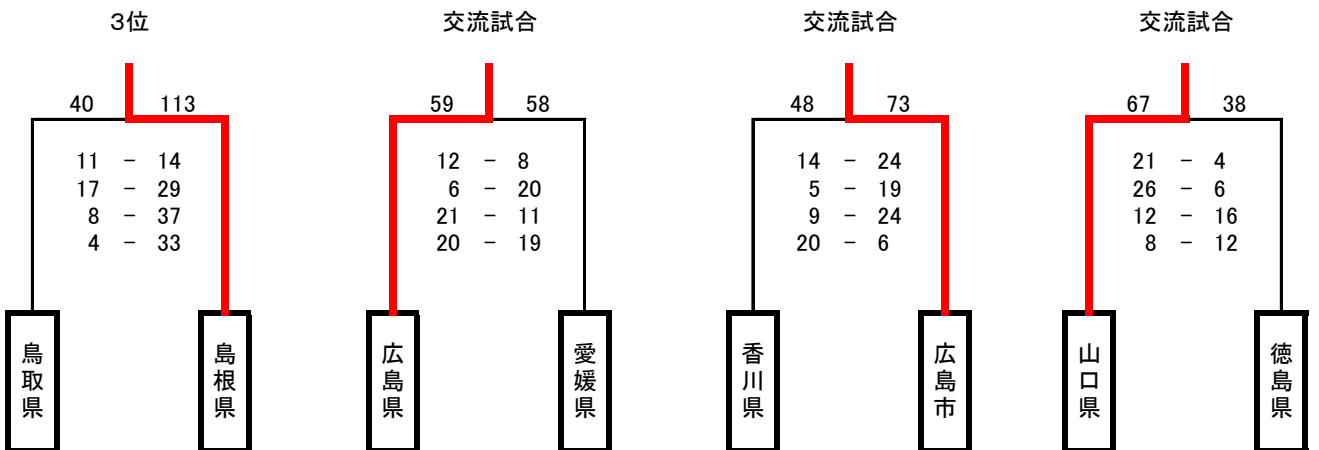 ３位 交流試合 交流試合 交流試合
40 113 59 58 48 73 67 38
11 － 14 12 － 8 14 － 24 21 － 4
17 － 29 6 － 20 5 － 19 26 － 6
8 － 37 21 － 11 9 － 24 12 － 16
4 － 33 20 － 19 20 － 6 8 － 12
鳥取県 島根県 広島県 愛媛県 香川県 広島市 山口県 徳島県